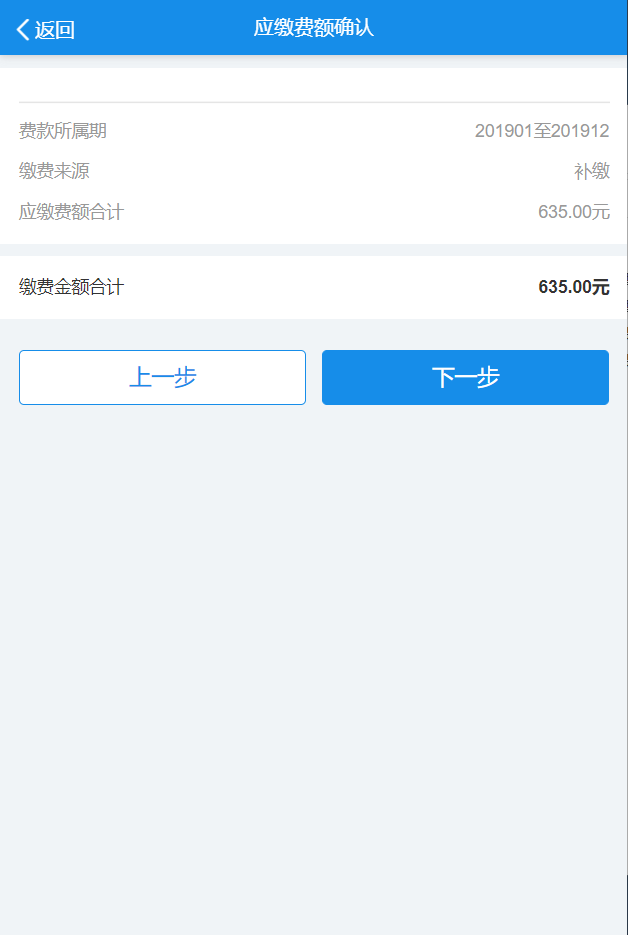 返回
应缴费额确认
费款所属期 201901至201912
缴费来源 补缴
应缴费额合计 635.00元
缴费金额合计 635.00元
上一步 下一步